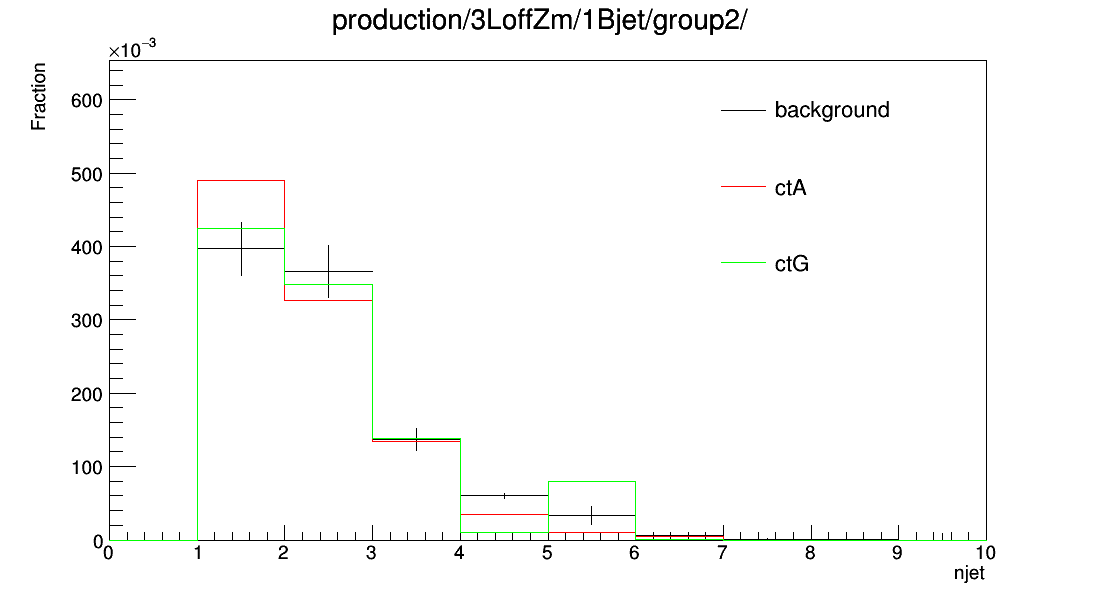 production/3LoffZm/1Bjet/group2/
×10⁻³
Fraction
600
500
400
300
200
100
0
background
ctA
ctG
0 1 2 3 4 5 6 7 8 9 10
njet